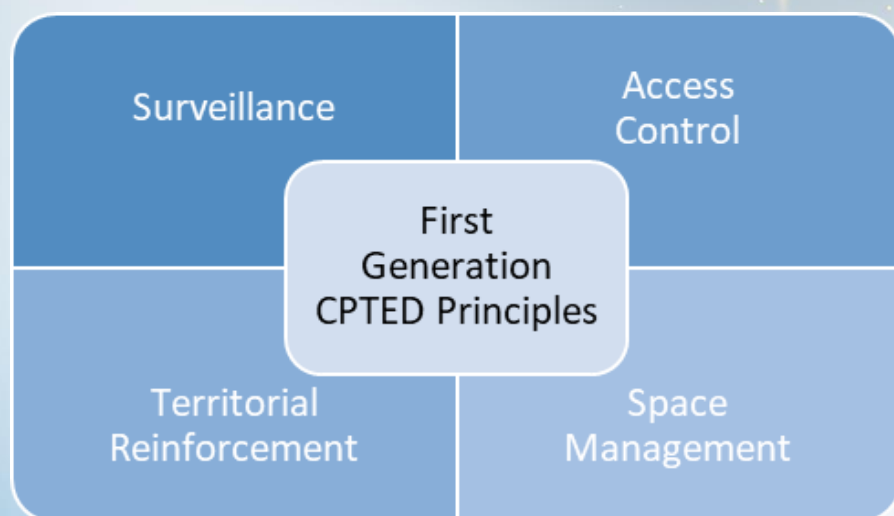 Surveillance
Access
Control
First
Generation
CPTED Principles
Territorial
Reinforcement
Space
Management